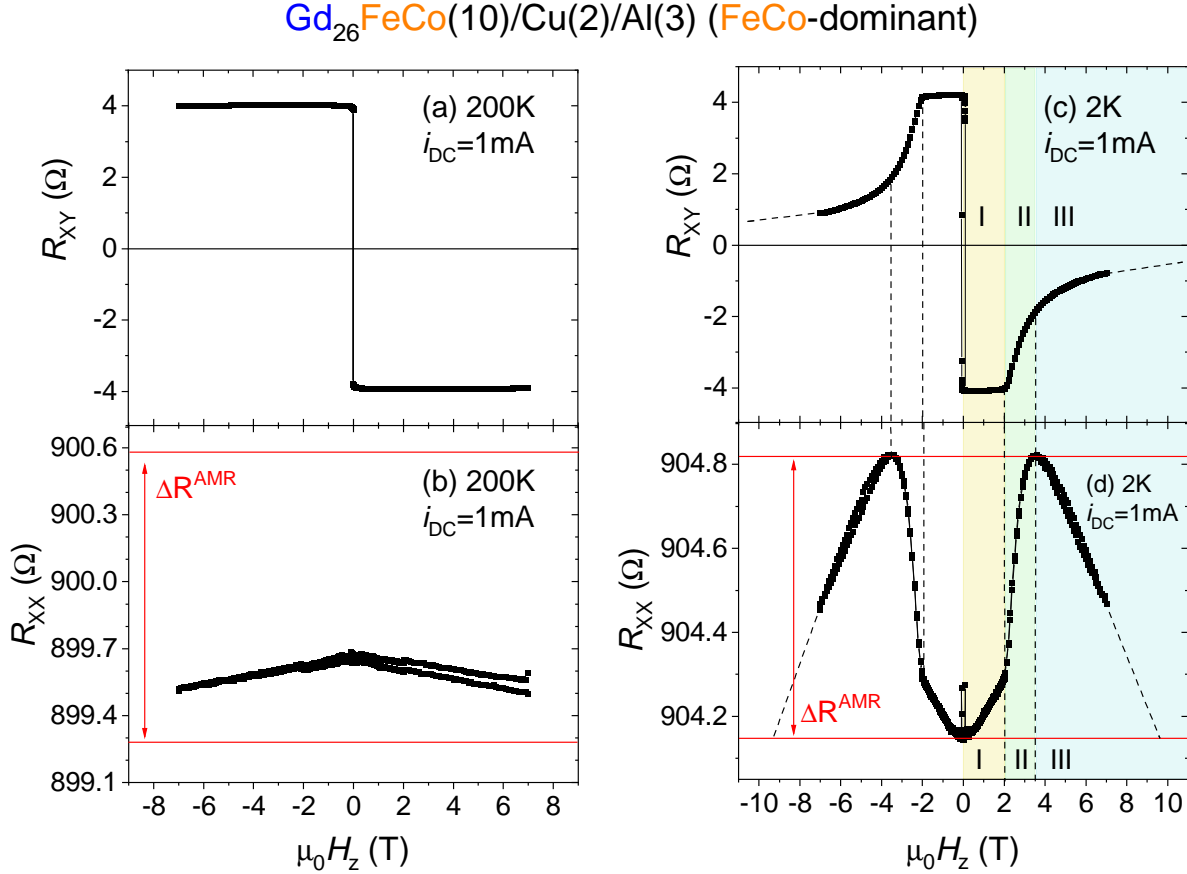 Gd26FeCo(10)/Cu(2)/Al(3) (FeCo-dominant)
4
2
0
-2
-4
RXY (Ω)
(a) 200K
iDC=1mA
900.6
900.3
900.0
899.7
899.4
899.1
RXX (Ω)
ΔRAMR
(b) 200K
iDC=1mA
-8 -6 -4 -2 0 2 4 6 8
μ0Hz (T)
4
2
0
-2
-4
RXY (Ω)
(c) 2K
iDC=1mA
I II III
904.8
904.6
904.4
904.2
RXX (Ω)
(d) 2K
iDC=1mA
ΔRAMR
I II III
-10 -8 -6 -4 -2 0 2 4 6 8 10
μ0Hz (T)